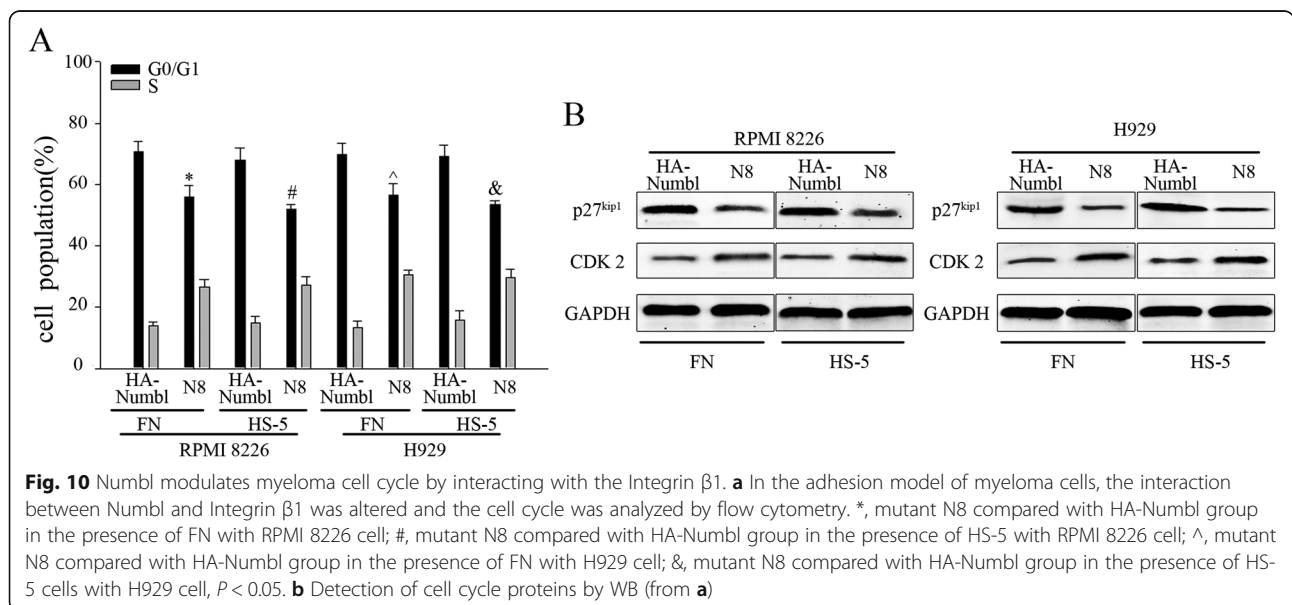 A
100
80
60
40
20
0
cell population(%)
G0/G1
S
*
#
^
&
HA-Numbl N8 HA-Numbl N8 HA-Numbl N8 HA-Numbl N8
FN HS-5 FN HS-5
RPMI 8226 H929
B
RPMI 8226
HA-Numbl N8 HA-Numbl N8
p27kip1
CDK 2
GAPDH
FN HS-5
H929
HA-Numbl N8 HA-Numbl N8
p27kip1
CDK 2
GAPDH
FN HS-5
Fig. 10 Numbl modulates myeloma cell cycle by interacting with the Integrin β1. a In the adhesion model of myeloma cells, the interaction
between Numbl and Integrin β1 was altered and the cell cycle was analyzed by flow cytometry. *, mutant N8 compared with HA-Numbl group
in the presence of FN with RPMI 8226 cell; #, mutant N8 compared with HA-Numbl group in the presence of HS-5 with RPMI 8226 cell; ^, mutant
N8 compared with HA-Numbl group in the presence of FN with H929 cell; &, mutant N8 compared with HA-Numbl group in the presence of HS-
5 cells with H929 cell, P < 0.05. b Detection of cell cycle proteins by WB (from a)